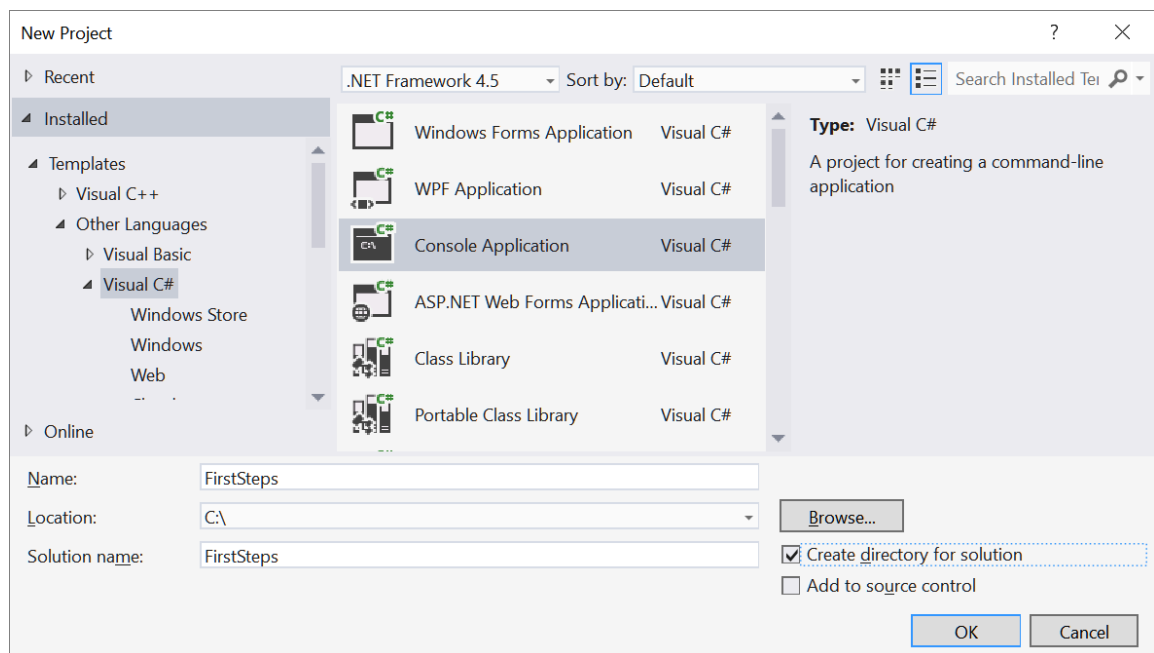 New Project
?
Recent
.NET Framework 4.5
Sort by:
Default
Search Installed Te
Installed
Templates
Visual C++
Other Languages
Visual Basic
Visual C#
Windows Store
Windows
Web
Online
C#
Windows Forms Application Visual C#
C#
WPF Application Visual C#
C#
C:\
Console Application Visual C#
C#
ASP.NET Web Forms Applicati... Visual C#
C#
Class Library Visual C#
C#
Portable Class Library Visual C#
Type: Visual C#
A project for creating a command-line
application
Name: FirstSteps
Location: C:\
Browse...
Solution name: FirstSteps
Create directory for solution
Add to source control
OK
Cancel